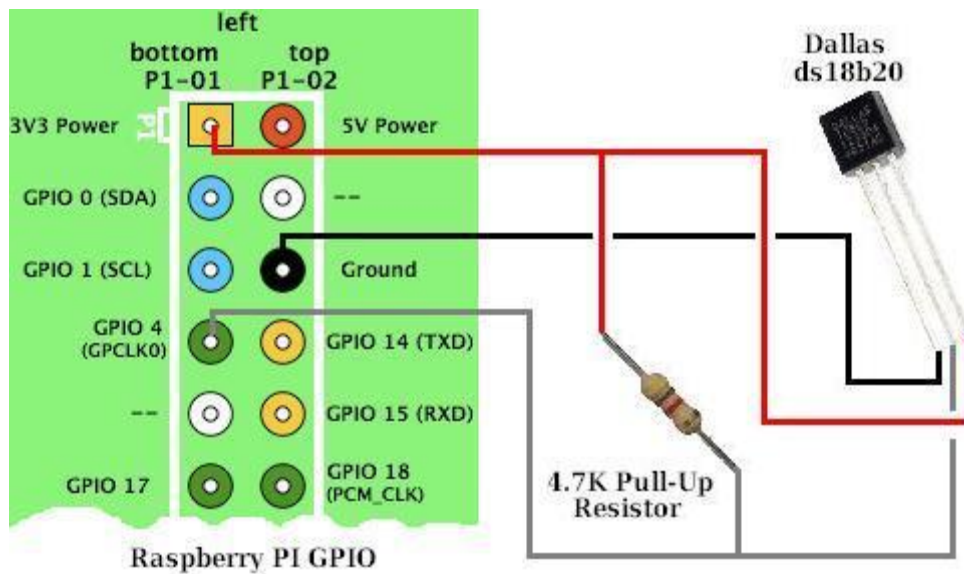 left
bottom top
P1-01 P1-02
3V3 Power
P1
5V Power
GPIO 0 (SDA)
--
GPIO 1 (SCL)
Ground
GPIO 4
(GPCLK0)
GPIO 14 (TXD)
--
GPIO 15 (RXD)
GPIO 17
GPIO 18
(PCM_CLK)
Raspberry PI GPIO
Dallas
ds18b20
4.7K Pull-Up
Resistor